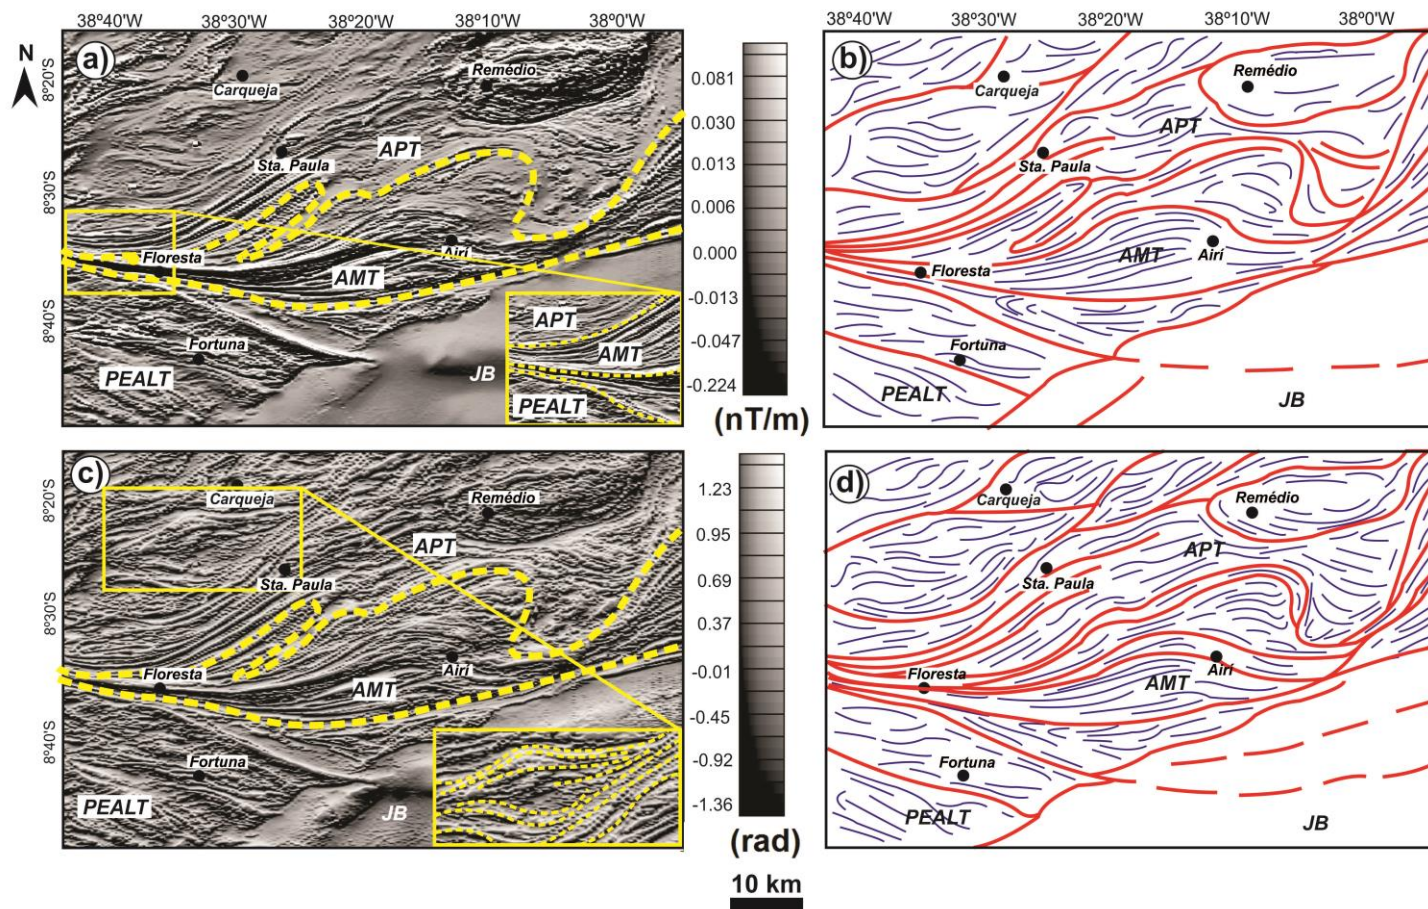 38°40'W 38°30'W 38°20'W 38°10'W 38°00'W
38°40'W 38°30'W 38°20'W 38°10'W 38°0'W
N
8°20'S
8°30'S
8°40'S
a)
Carqueja
Remédio
Sta. Paula
APT
Floresta
Airí
AMT
Fortuna
PEALT
JB
APT
AMT
PEALT
0.081
0.030
0.013
0.006
0.000
-0.013
-0.047
-0.224
(nT/m)
b)
Carqueja
Remédio
APT
Sta. Paula
Floresta
AMT
Airí
Fortuna
PEALT
JB
8°20'S
8°30'S
8°40'S
c)
Carqueja
Remédio
APT
Sta. Paula
Floresta
Airí
AMT
Fortuna
PEALT
JB
1.23
0.95
0.69
0.37
-0.01
-0.45
-0.92
-1.36
(rad)
10 km
d)
Carqueja
Remédio
APT
Sta. Paula
Floresta
AMT
Airí
Fortuna
PEALT
JB